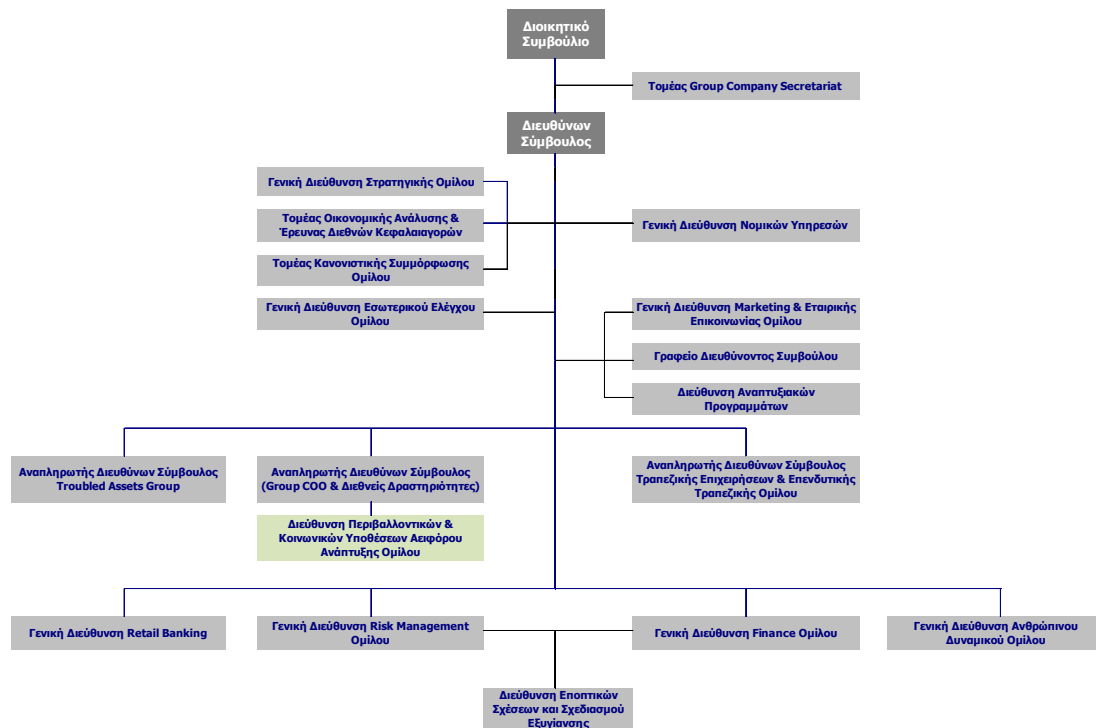 Διοικητικό
Συμβούλιο
Τομέας Group Company Secretariat
Διευθύνων
Σύμβουλος
Γενική Διεύθυνση Στρατηγικής Ομίλου
Τομέας Οικονομικής Ανάλυσης &
Έρευνας Διεθνών Κεφαλαιαγορών
Γενική Διεύθυνση Νομικών Υπηρεσών
Τομέας Κανονιστικής Συμμόρφωσης
Ομίλου
Γενική Διεύθυνση Εσωτερικού Ελέγχου
Ομίλου
Γενική Διεύθυνση Marketing & Εταιρικής
Επικοινωνίας Ομίλου
Γραφείο Διευθύνοντος Συμβούλου
Διεύθυνση Αναπτυξιακών
Προγραμμάτων
Αναπληρωτής Διευθύνων Σύμβουλος
Troubled Assets Group
Αναπληρωτής Διευθύνων Σύμβουλος
(Group COO & Διεθνείς Δραστηριότητες)
Αναπληρωτής Διευθύνων Σύμβουλος
Τραπεζικής Επιχειρήσεων & Επενδυτικής
Τραπεζικής Ομίλου
Διεύθυνση Περιβαλλοντικών &
Κοινωνικών Υποθέσεων Αειφόρου
Ανάπτυξης Ομίλου
Γενική Διεύθυνση Retail Banking
Γενική Διεύθυνση Risk Management
Ομίλου
Γενική Διεύθυνση Finance Ομίλου
Γενική Διεύθυνση Ανθρώπινου
Δυναμικού Ομίλου
Διεύθυνση Εποπτικών
Σχέσεων και Σχεδιασμού
Εξυγίανσης